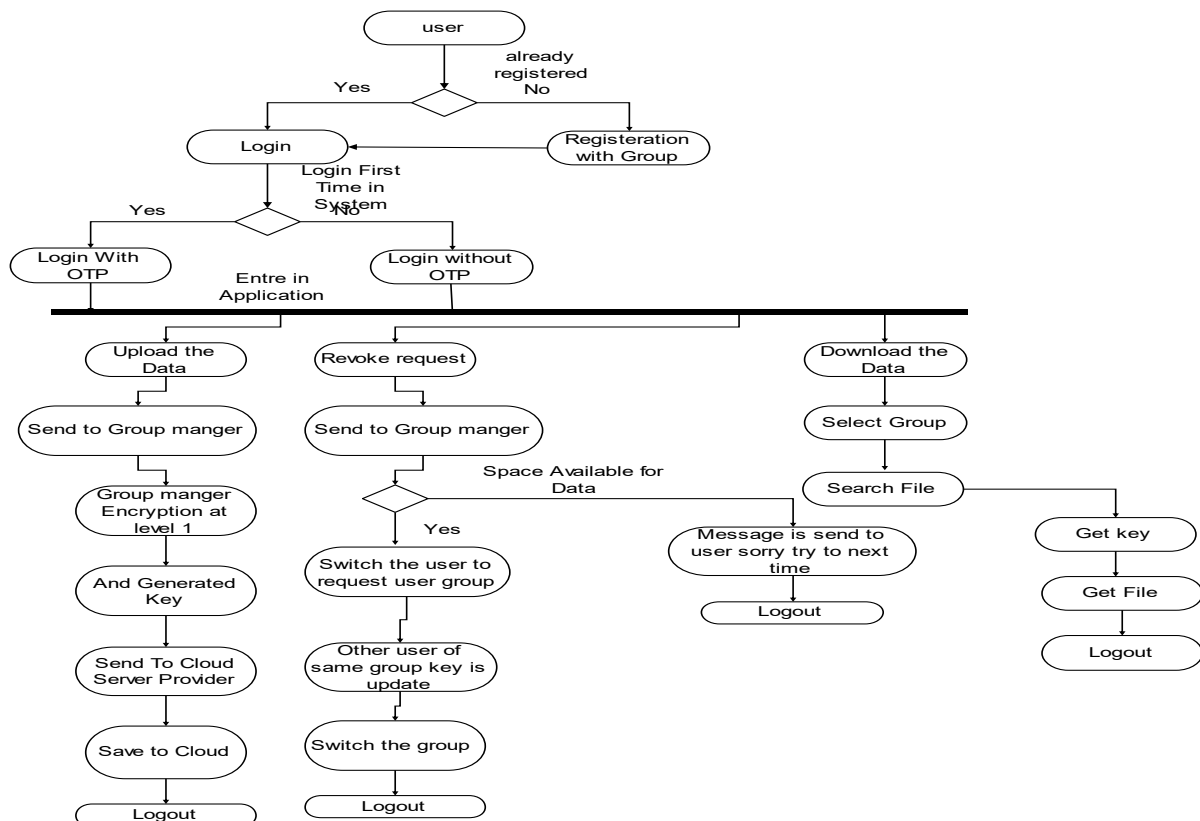 user
already
registered
No
Yes
Login
Registeration
with Group
Login First
Time in
System
Yes
No
Login With
OTP
Login without
OTP
Entre in
Application
Upload the
Data
Revoke request
Download the
Data
Send to Group manger
Send to Group manger
Select Group
Space Available for
Data
Search File
Group manger
Encryption at
level 1
Yes
Message is send to
user sorry try to next
time
Get key
Switch the user to
request user group
And Generated
Key
Get File
Logout
Logout
Other user of
same group key is
update
Send To Cloud
Server Provider
Switch the group
Save to Cloud
Logout
Logout